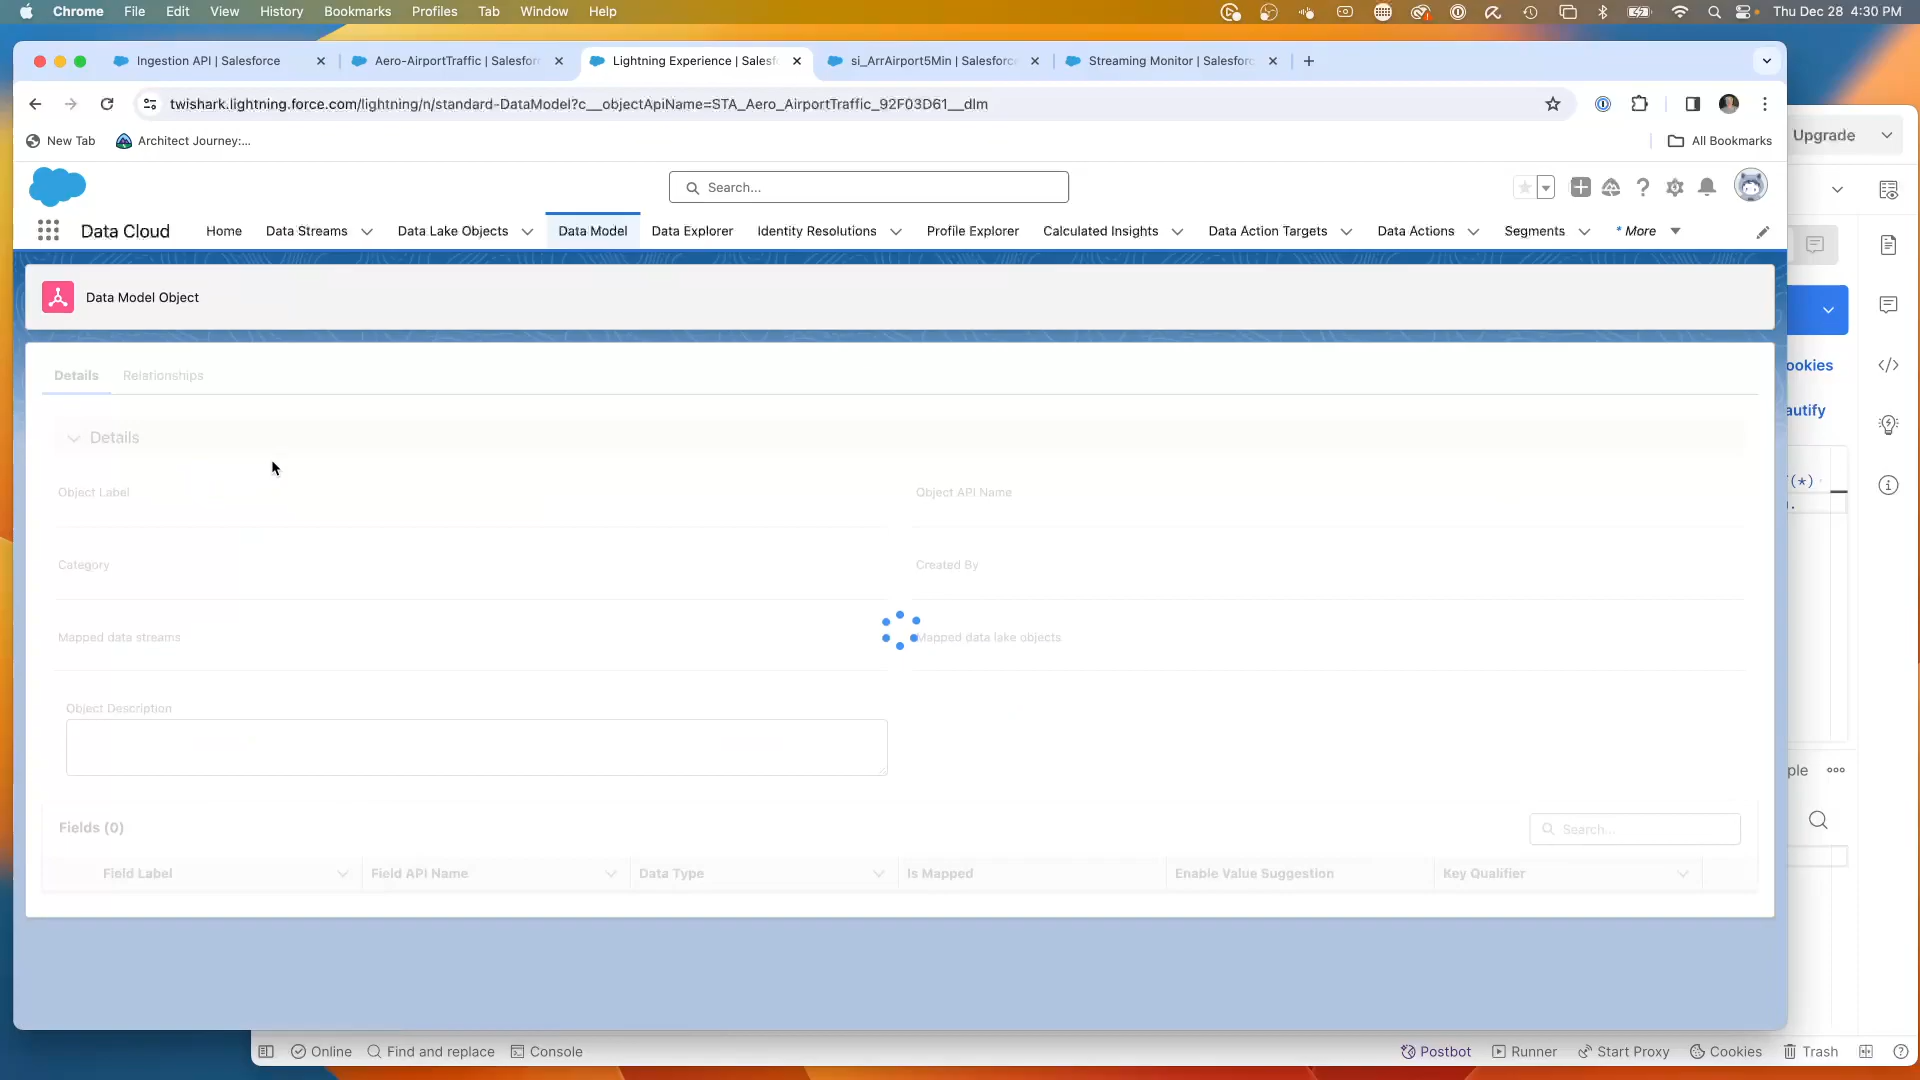 Chrome File Edit View History Bookmarks Profiles Tab Window Help Thu Dec 28 4:30 PM
Ingestion API | Salesforce Aero-AirportTraffic | Salesfor Lightning Experience | Salesf si_ArrAirport5Min | Salesforce Streaming Monitor | Salesforc
twishark.lightning.force.com/lightning/n/standard-DataModel?c__objectApiName=STA_Aero_AirportTraffic_92F03D61__dlm
New Tab Architect Journey:... All Bookmarks
Upgrade
Search...
Data Cloud Home Data Streams Data Lake Objects Data Model Data Explorer Identity Resolutions Profile Explorer Calculated Insights Data Action Targets Data Actions Segments * More
Data Model Object
Details Relationships
ookies
autify
Details
(*)
Object Label Object API Name
Category Created By
Mapped data streams Mapped data lake objects
Object Description
ple
Fields (0) Search...
Field Label Field API Name Data Type Is Mapped Enable Value Suggestion Key Qualifier
Online Find and replace Console Postbot Runner Start Proxy Cookies Trash